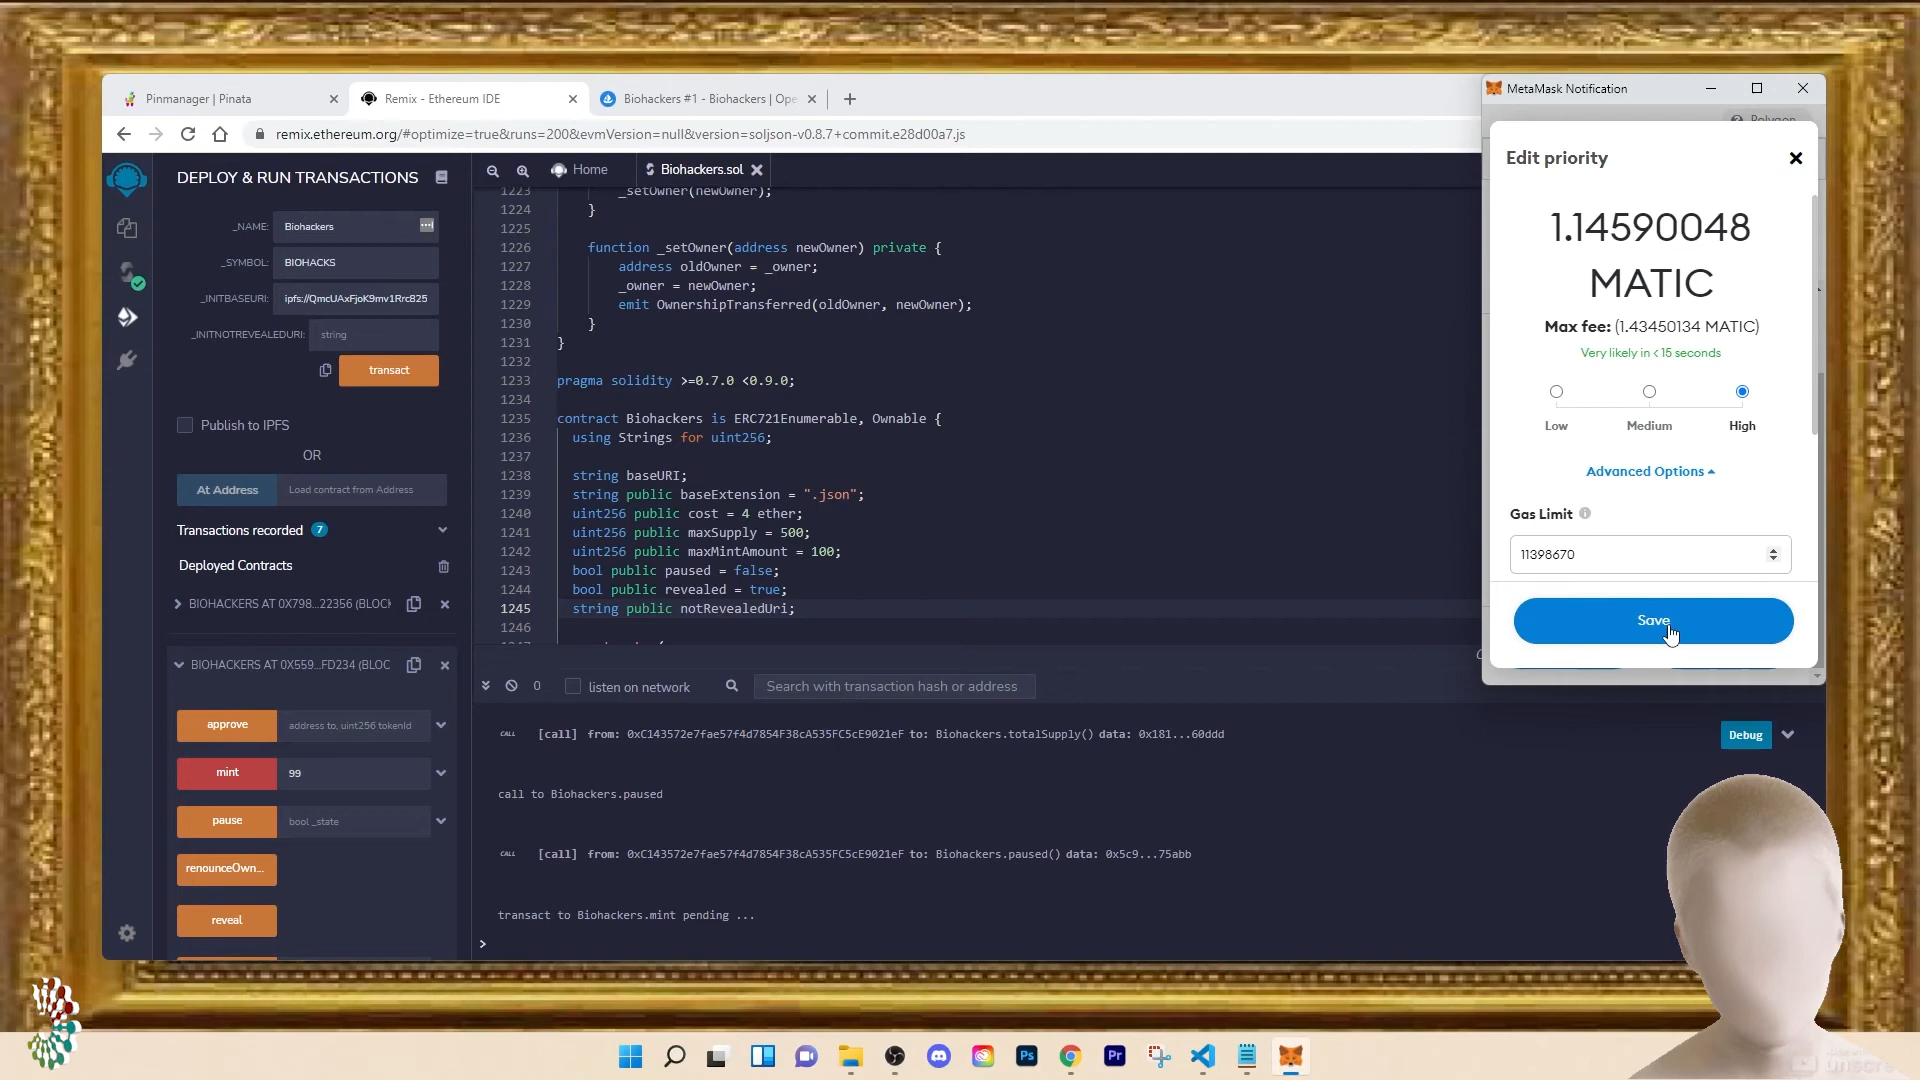 Pinmanager | Pinata
Remix - Ethereum IDE
Biohackers #1 - Biohackers | Ope
remix.ethereum.org/#optimize=true&runs=200&evmVersion=null&version=soljson-v0.8.7+commit.e28d00a7.js
DEPLOY & RUN TRANSACTIONS
_NAME: Biohackers
_SYMBOL: BIOHACKS
_INITBASEURI: ipfs://QmcUAxFjoK9mv1Rrc825
_INITNOTREVEALEDURI: string
transact
Publish to IPFS
OR
At Address Load contract from Address
Transactions recorded 7
Deployed Contracts
BIOHACKERS AT 0X798...22356 (BLOCK
BIOHACKERS AT 0X559...FD234 (BLOC
approve address to, uint256 tokenId
mint 99
pause bool _state
renounceOwn...
reveal
Home
Biohackers.sol
1223 _setOwner(newOwner);
1224 }
1225
1226 function _setOwner(address newOwner) private {
1227 address oldOwner = _owner;
1228 _owner = newOwner;
1229 emit OwnershipTransferred(oldOwner, newOwner);
1230 }
1231 }
1232
1233 pragma solidity >=0.7.0 <0.9.0;
1234
1235 contract Biohackers is ERC721Enumerable, Ownable {
1236 using Strings for uint256;
1237
1238 string baseURI;
1239 string public baseExtension = ".json";
1240 uint256 public cost = 4 ether;
1241 uint256 public maxSupply = 500;
1242 uint256 public maxMintAmount = 100;
1243 bool public paused = false;
1244 bool public revealed = true;
1245 string public notRevealedUri;
1246
0 listen on network Search with transaction hash or address
CALL [call] from: 0xC143572e7fae57f4d7854F38cA535FC5cE9021eF to: Biohackers.totalSupply() data: 0x181...60ddd
Debug
call to Biohackers.paused
CALL [call] from: 0xC143572e7fae57f4d7854F38cA535FC5cE9021eF to: Biohackers.paused() data: 0x5c9...75abb
transact to Biohackers.mint pending ...
>
MetaMask Notification
Polygon
Edit priority
1.14590048
MATIC
Max fee: (1.43450134 MATIC)
Very likely in < 15 seconds
Low Medium High
Advanced Options
Gas Limit
11398670
Save
Ps
Pr